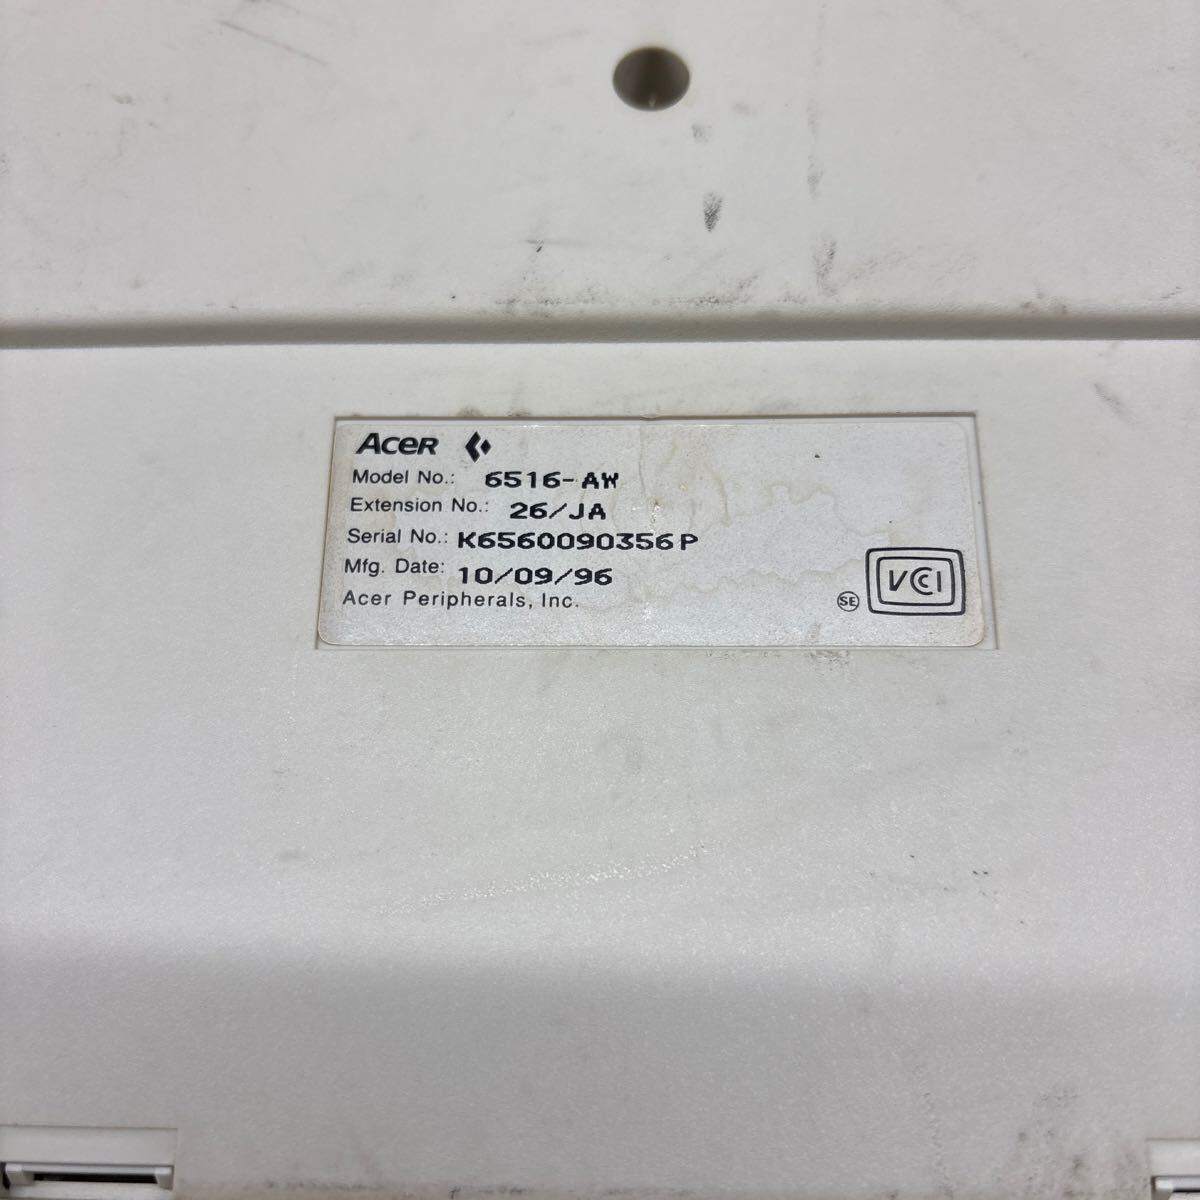 Acer
Model No.: 6516-AW
Extension No.: 26/JA
Serial No.: K6560090356P
Mfg. Date: 10/09/96
Acer Peripherals, Inc.
SE
VCCI